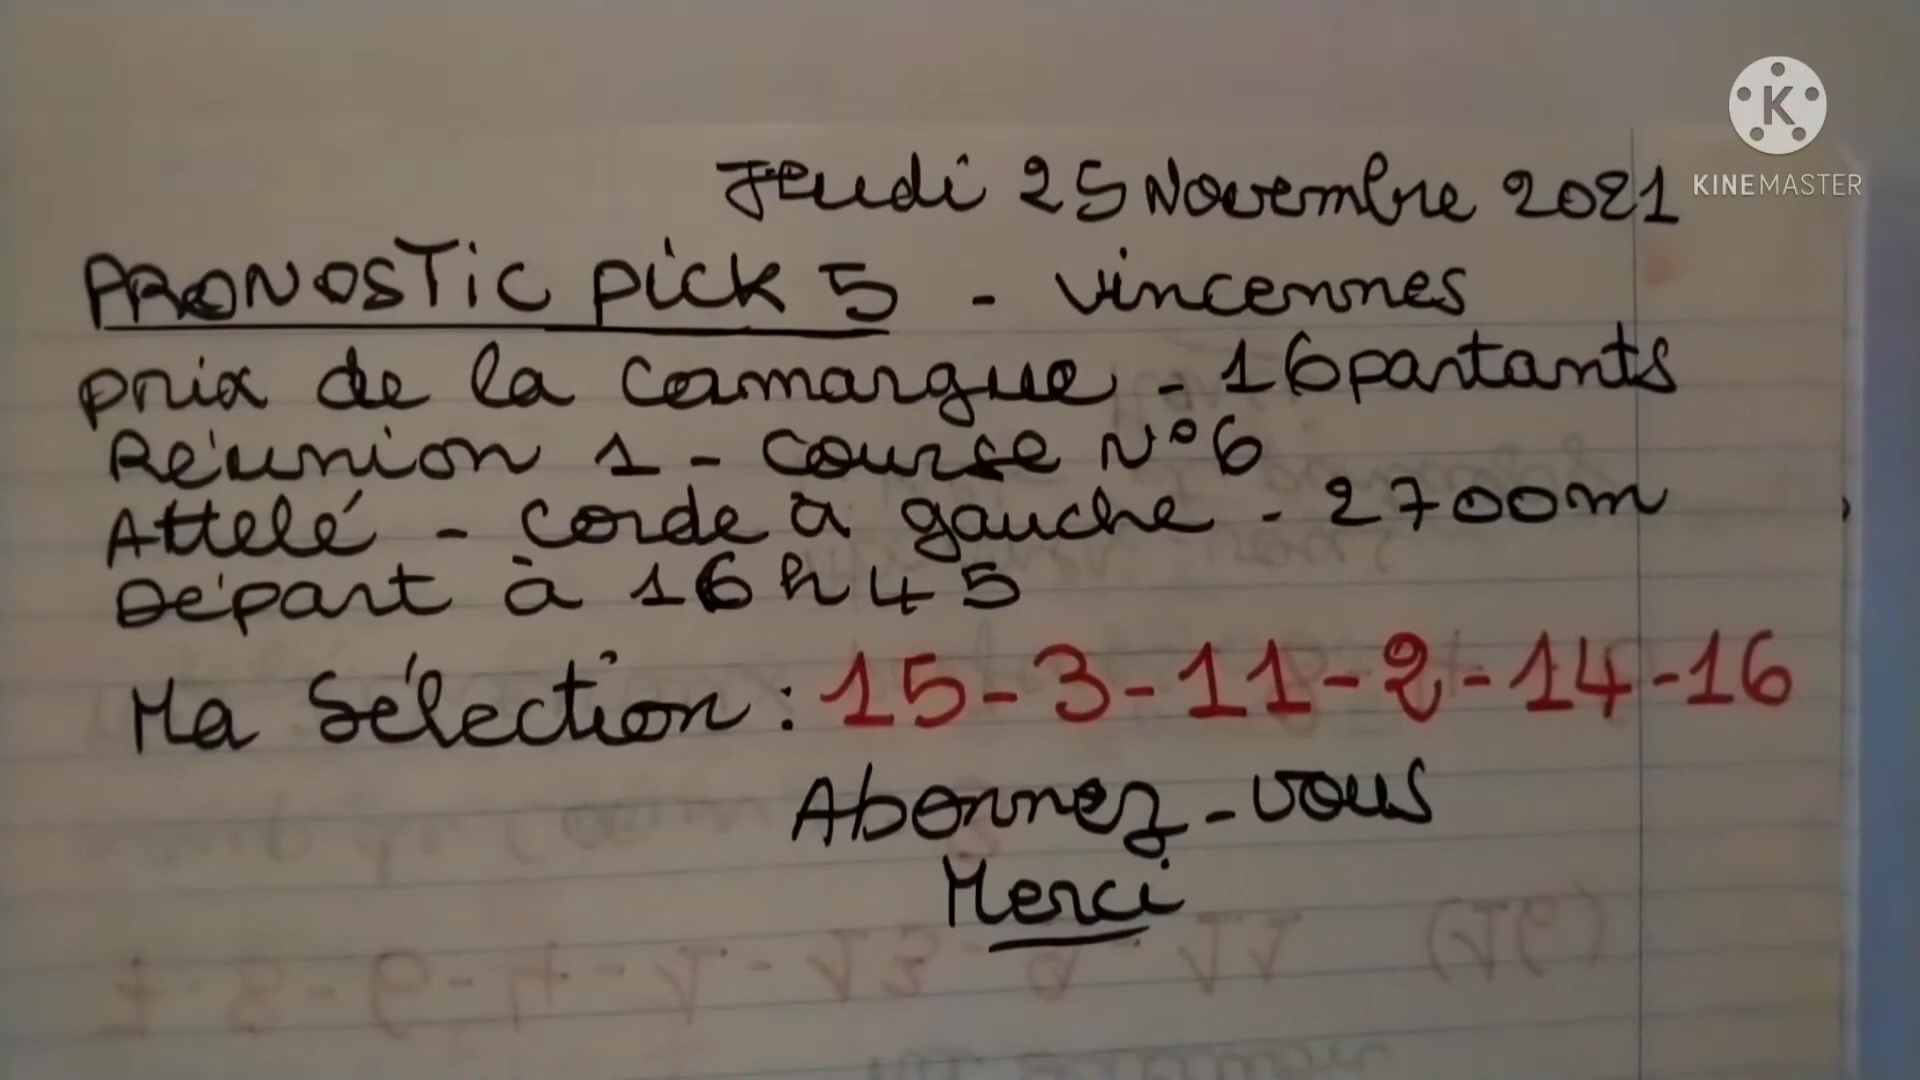 KINEMASTER
Jeudi 25 Novembre 2021
PRONOSTIC PICK 5 - Vincennes
prix de la Camargue - 16 partants
Réunion 1 - Course N°6
Attelé - Corde à gauche - 2700m
Départ à 16h45
Ma Sélection : 15-3-11-2-14-16
Abonnez-vous
Merci